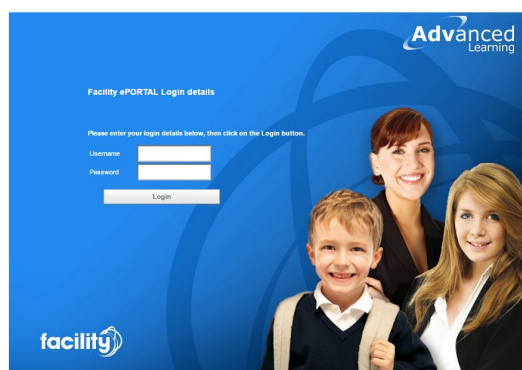 Advanced
Learning
Facility ePORTAL Login details
Please enter your login details below, then click on the Login button.
Username
Password
Login
facility